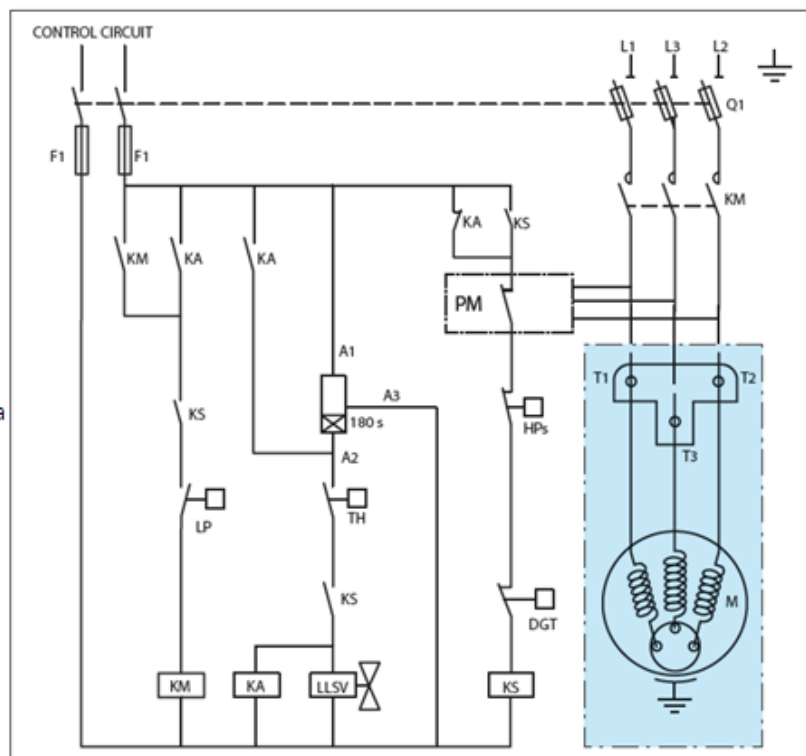 CONTROL CIRCUIT
L1 L3 L2
Q1
F1 F1
KM
KA KS
KM KA KA
PM
A1
T1 T2
A3
KS
180 s
HPs
A2
T3
a
LP TH
KS
M
DGT
KM KA LLSV KS